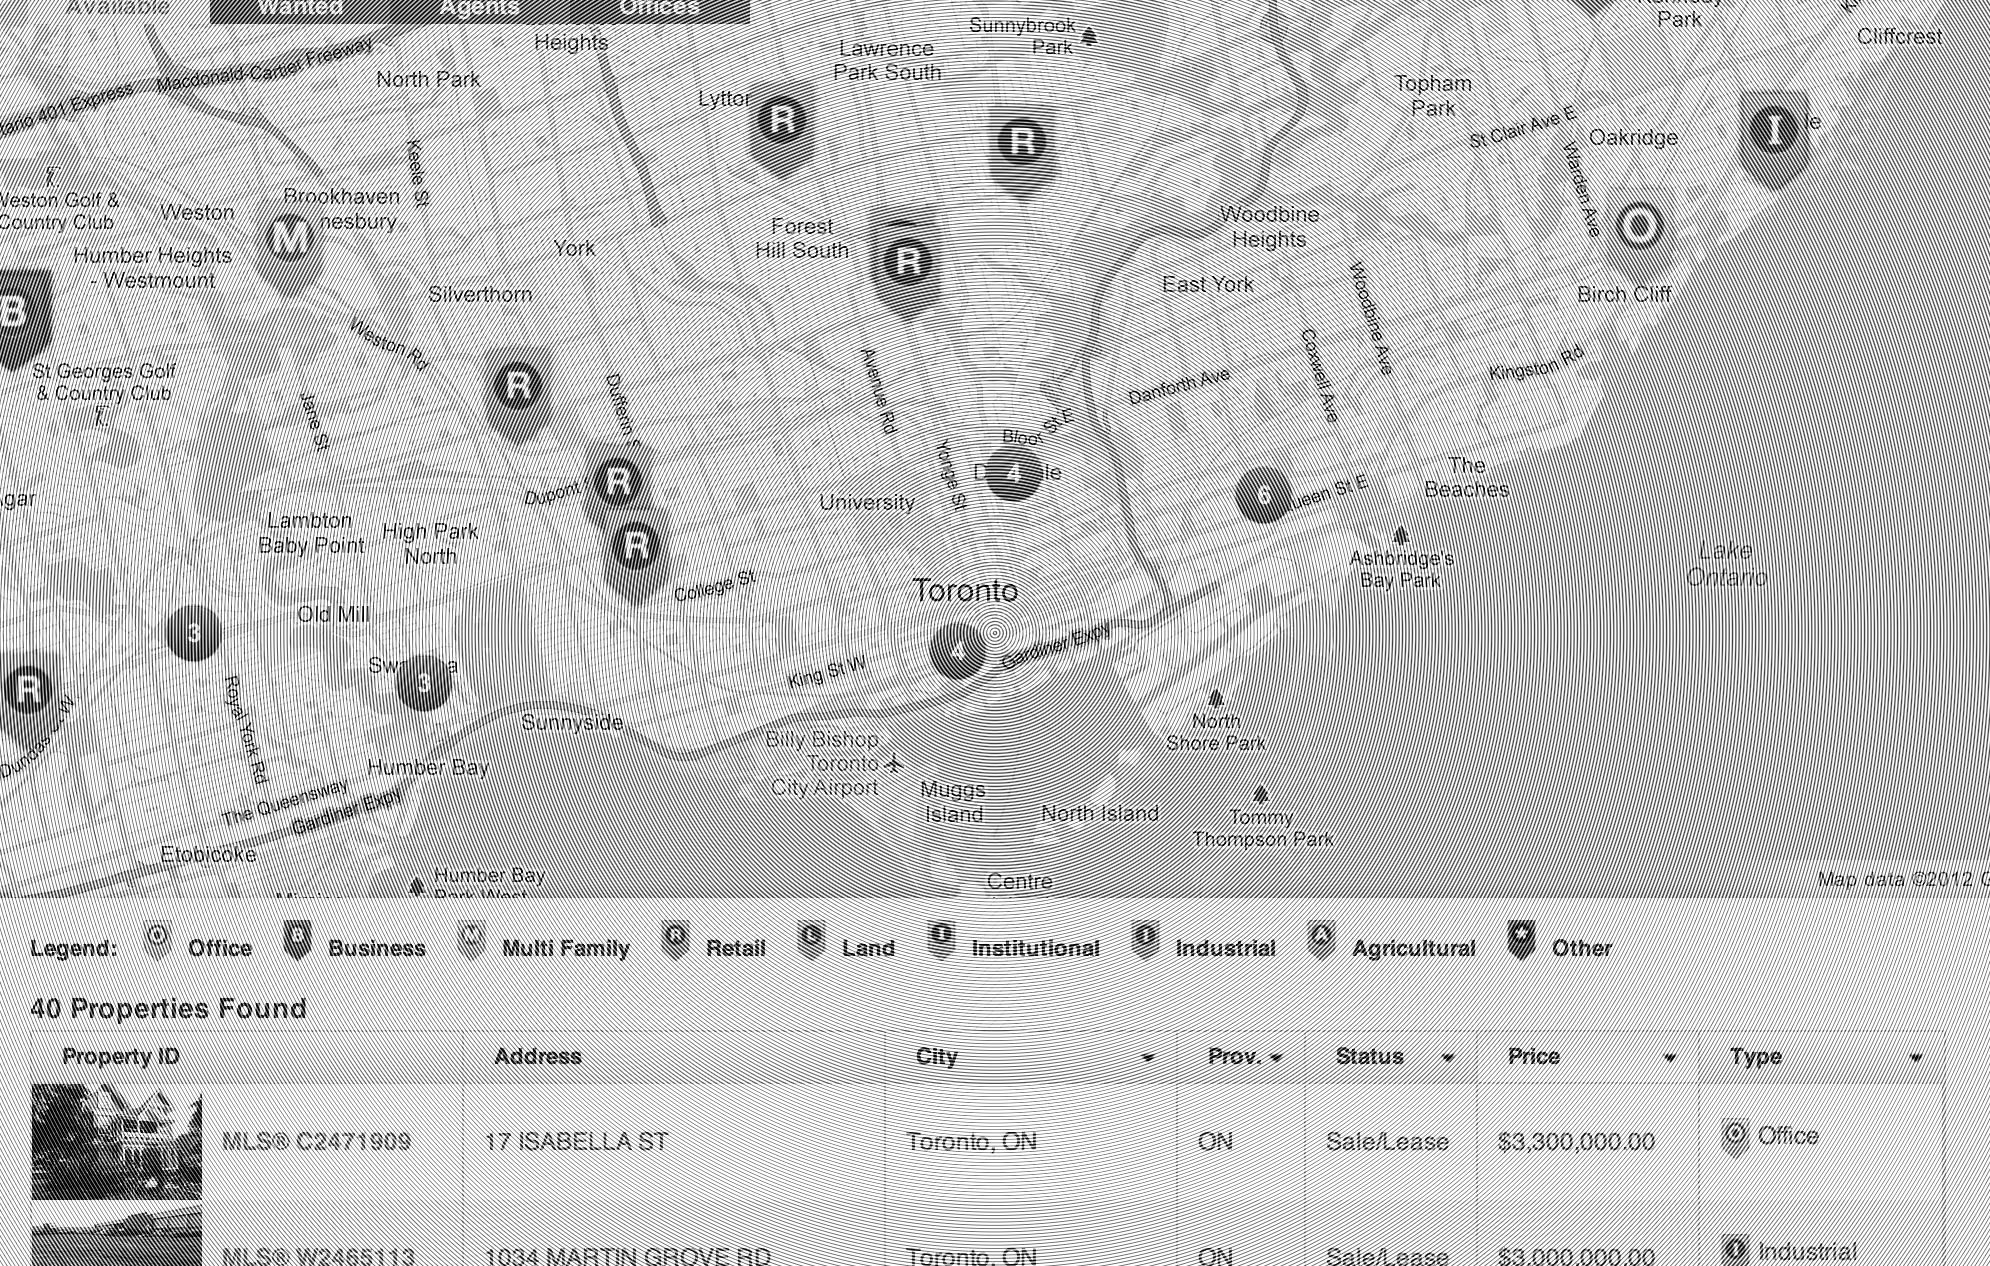 Available Wanted Agents Offices
Macdonald-Cartier Freeway
401 Express
North Park
Heights
Lawrence
Park South
Sunnybrook
Park
Park
Cliffcrest
Topham
Park
St Clair Ave E
Oakridge
Warden Ave
R
R
I
Keele St
Weston Golf &
Country Club
Weston
Brookhaven
M
Humber Heights
- Westmount
York
Forest
Hill South
R
Woodbine
Heights
O
East York
Silverthorn
Birch Cliff
B
Weston Rd
Woodbine Ave
St Georges Golf
& Country Club
R
Avenue Rd
Danforth Ave
Coxwell Ave
Kingston Rd
Jane St
Dufferin
Bloor St E
Yonge St
4
R
Dupont
University
6
Queen St E
The
Beaches
Lambton
Baby Point
High Park
North
R
Ashbridge's
Bay Park
Lake
Ontario
College St
Toronto
3
Old Mill
4
Gardiner Expy
3
King St W
R
Dundas
Royal York Rd
Sunnyside
North
Shore Park
Billy Bishop
Toronto
City Airport
Humber Bay
Muggs
Island
North Island
Tommy
Thompson Park
The Queensway
Gardiner Expy
Etobicoke
Humber Bay
Park West
Centre
Map data ©2012
Legend: O Office B Business M Multi Family R Retail L Land I Institutional I Industrial A Agricultural Other
40 Properties Found
Property ID Address City Prov. Status Price Type
MLS® C2471909 17 ISABELLA ST Toronto, ON ON Sale/Lease $3,300,000.00 Office
MLS® W2465113 1034 MARTIN GROVE RD Toronto, ON ON Sale/Lease $3,000,000.00 Industrial